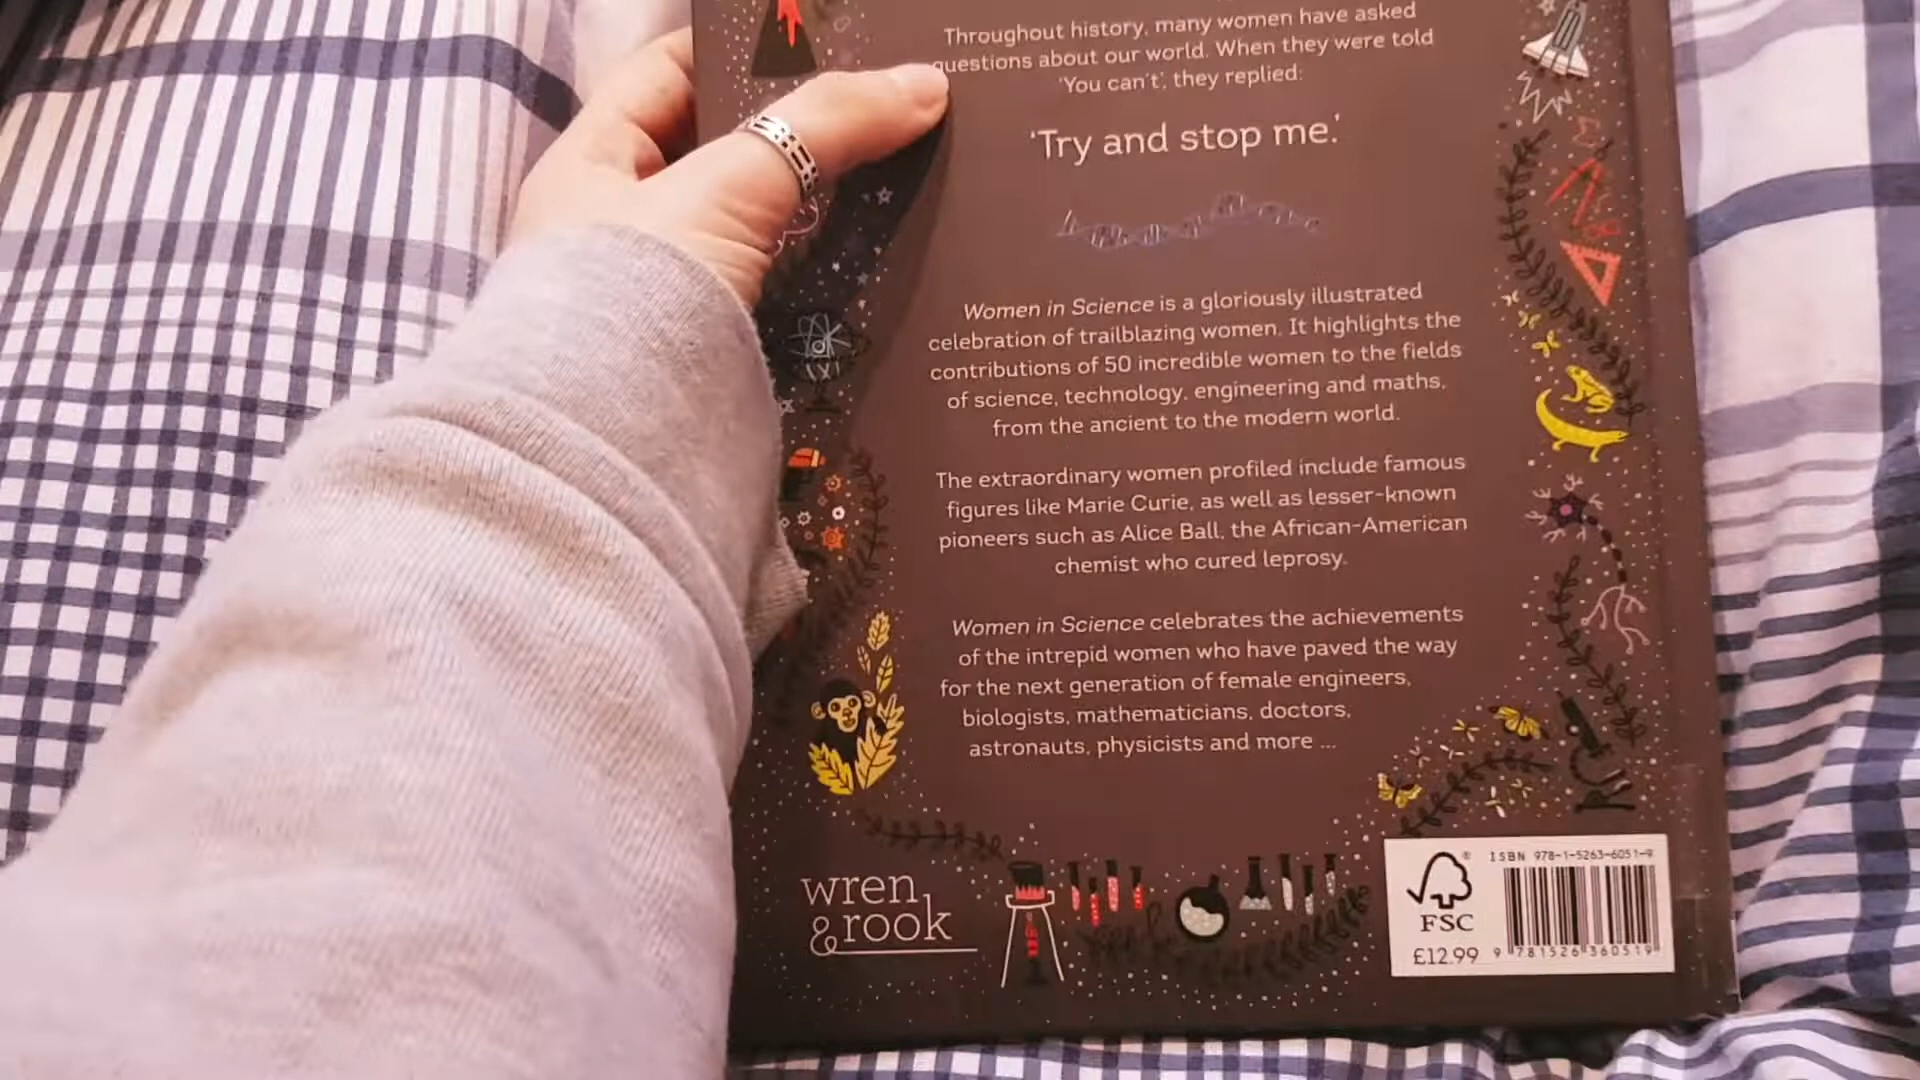 Throughout history, many women have asked
questions about our world. When they were told
'You can't', they replied:
'Try and stop me.'
Women in Science is a gloriously illustrated
celebration of trailblazing women. It highlights the
contributions of 50 incredible women to the fields
of science, technology, engineering and maths,
from the ancient to the modern world.
The extraordinary women profiled include famous
figures like Marie Curie, as well as lesser-known
pioneers such as Alice Ball, the African-American
chemist who cured leprosy.
Women in Science celebrates the achievements
of the intrepid women who have paved the way
for the next generation of female engineers,
biologists, mathematicians, doctors,
astronauts, physicists and more ...
wren
&rook
ISBN 978-1-5263-6051-9
FSC
£12.99
9 781526 360519